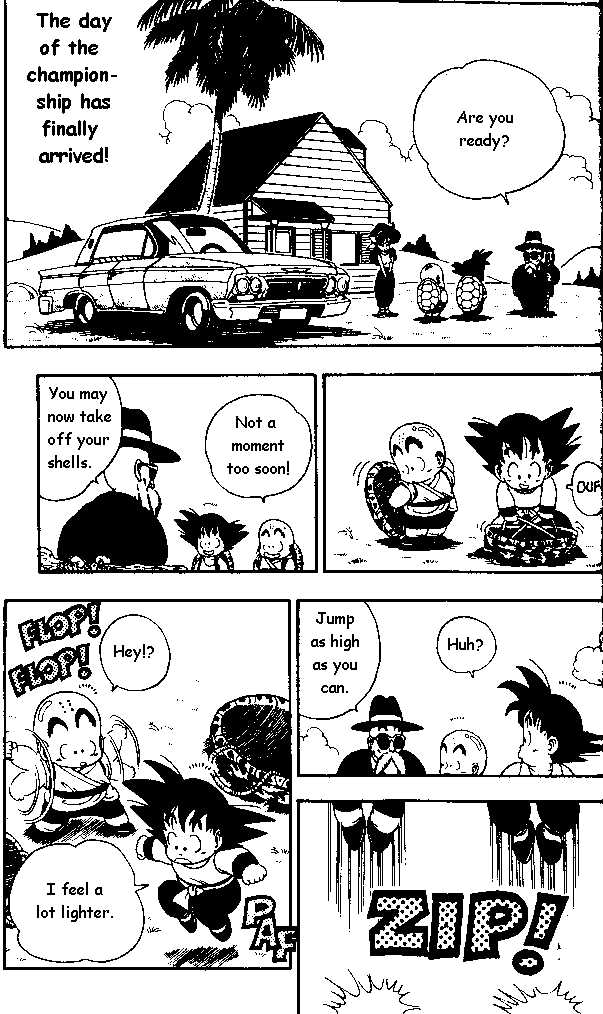 The day
of the
champion-
ship has
finally
arrived!
Are you
ready?
You may
now take
off your
shells.
Not a
moment
too soon!
OUF
FLOP!
FLOP!
Hey!?
I feel a
lot lighter.
PAF
Jump
as high
as you
can.
Huh?
ZIP!